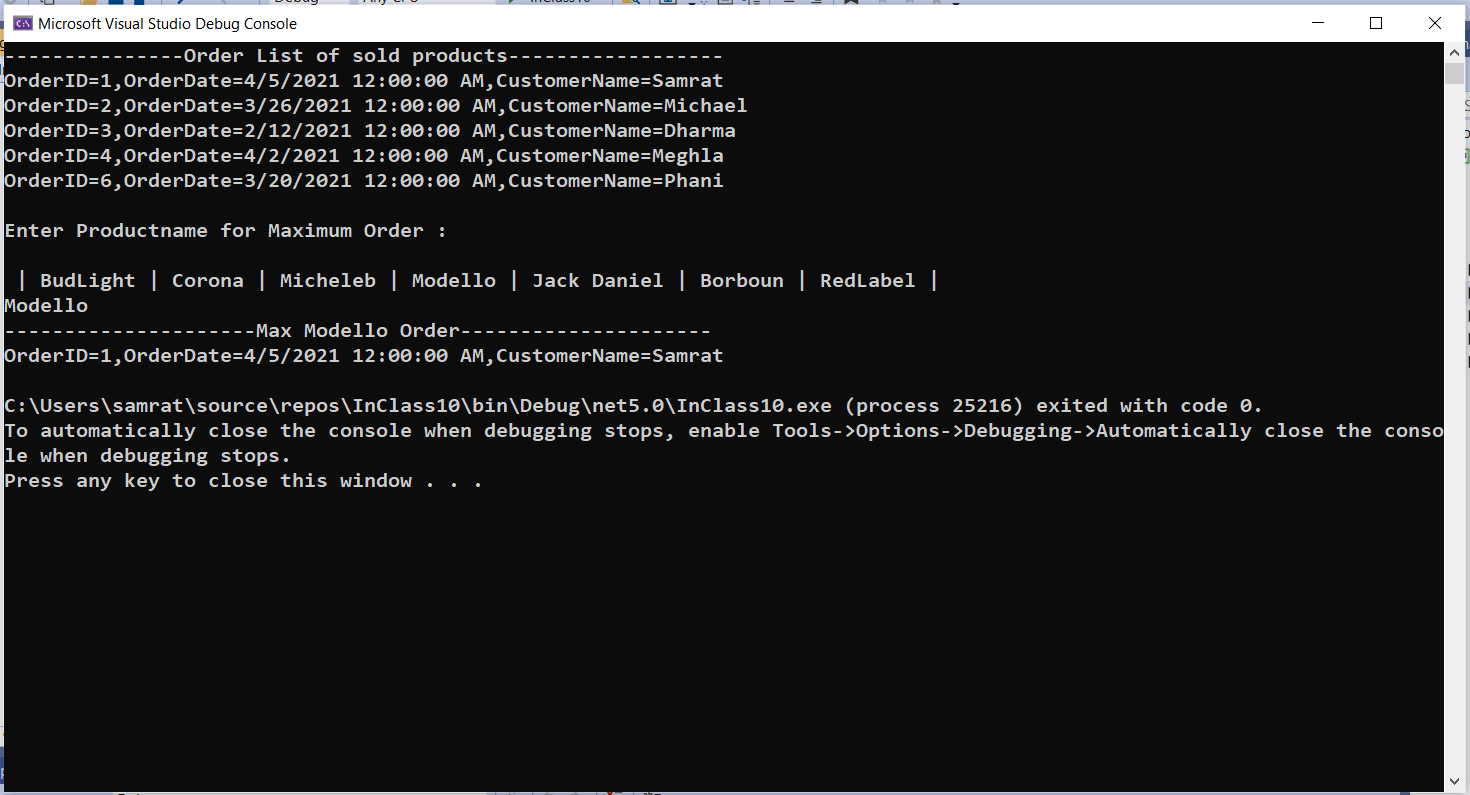 Microsoft Visual Studio Debug Console
---------------Order List of sold products------------------
OrderID=1,OrderDate=4/5/2021 12:00:00 AM,CustomerName=Samrat
OrderID=2,OrderDate=3/26/2021 12:00:00 AM,CustomerName=Michael
OrderID=3,OrderDate=2/12/2021 12:00:00 AM,CustomerName=Dharma
OrderID=4,OrderDate=4/2/2021 12:00:00 AM,CustomerName=Meghla
OrderID=6,OrderDate=3/20/2021 12:00:00 AM,CustomerName=Phani
Enter Productname for Maximum Order :
| BudLight | Corona | Micheleb | Modello | Jack Daniel | Borboun | RedLabel |
Modello
---------------------Max Modello Order---------------------
OrderID=1,OrderDate=4/5/2021 12:00:00 AM,CustomerName=Samrat
C:\Users\samrat\source\repos\InClass10\bin\Debug\net5.0\InClass10.exe (process 25216) exited with code 0.
To automatically close the console when debugging stops, enable Tools->Options->Debugging->Automatically close the conso
le when debugging stops.
Press any key to close this window . . .